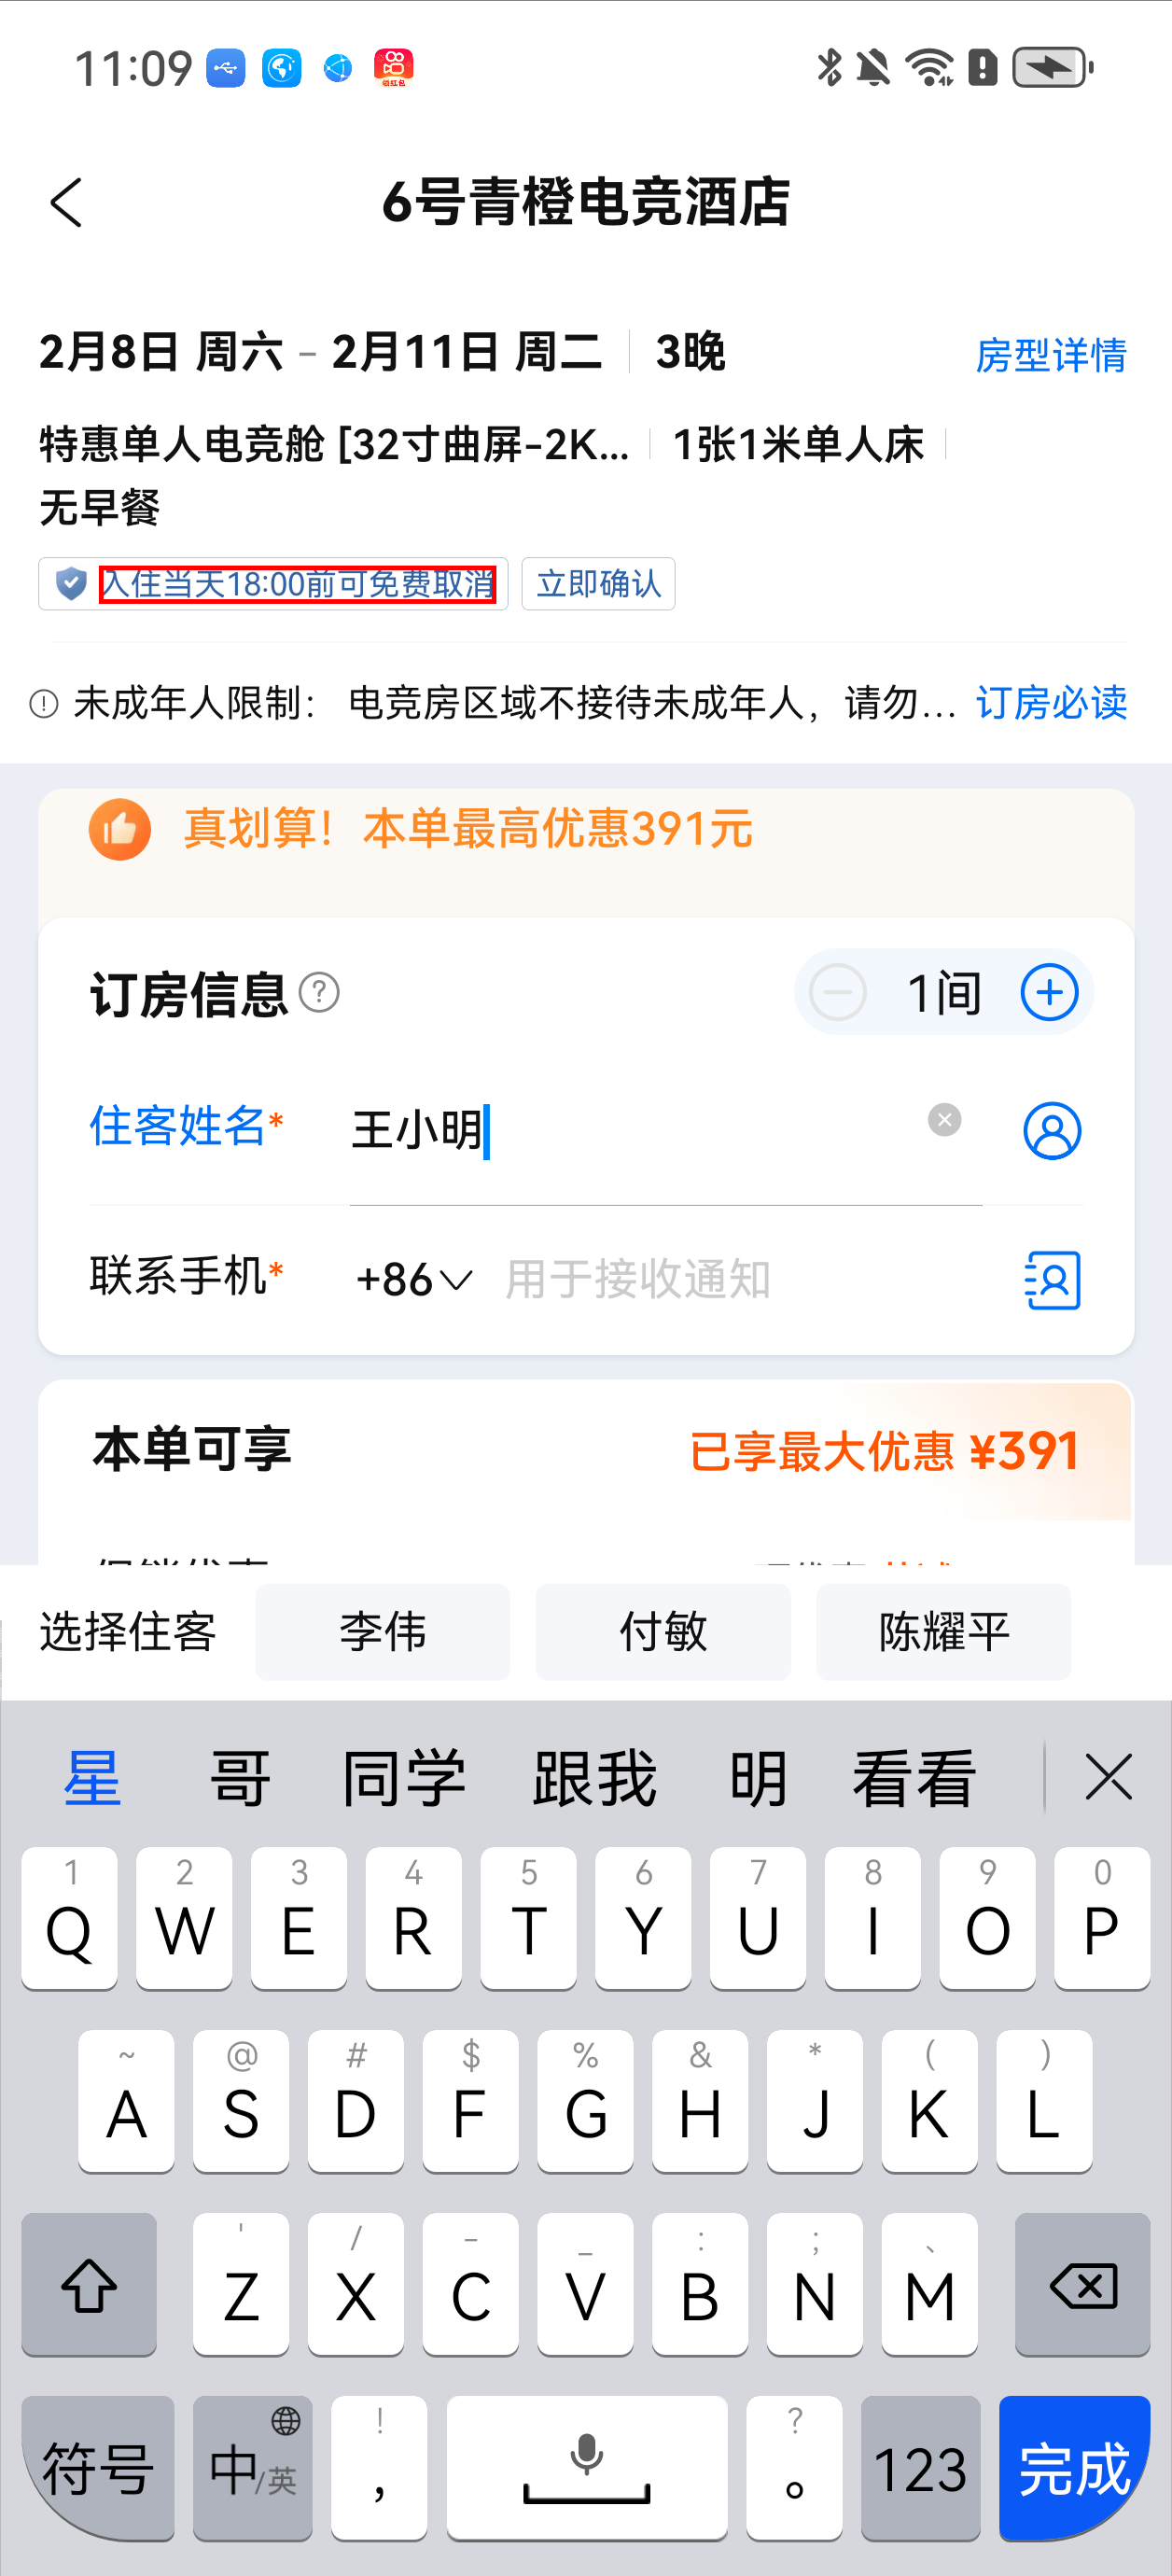 11:09
6号青橙电竞酒店
2月8日 周六 - 2月11日 周二 3晚 房型详情
特惠单人电竞舱 [32寸曲屏-2K... 1张1米单人床
无早餐
入住当天18:00前可免费取消 立即确认
未成年人限制： 电竞房区域不接待未成年人，请勿... 订房必读
真划算！本单最高优惠391元
订房信息 ? 1间
住客姓名* 王小明
联系手机* +86 用于接收通知
本单可享 已享最大优惠 ¥391
选择住客 李伟 付敏 陈耀平
星 哥 同学 跟我 明 看看
1 2 3 4 5 6 7 8 9 0
Q W E R T Y U I O P
~ @ # $ % & * ( )
A S D F G H J K L
' / - _ : ; 、
Z X C V B N M
符号 中/英 ！ ， ？ 。 123 完成